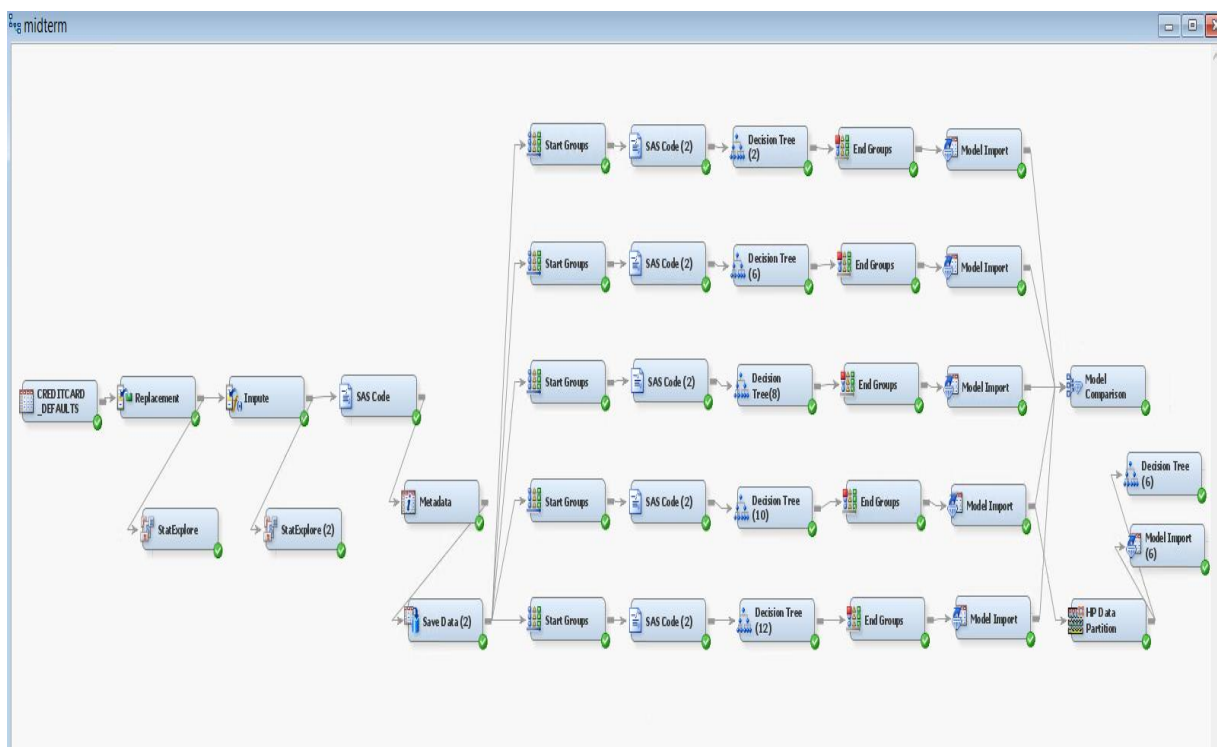 midterm
Start Groups
SAS Code (2)
Decision Tree
(2)
End Groups
Model Import
Start Groups
SAS Code (2)
Decision Tree
(6)
End Groups
Model Import
CREDITCARD
_DEFAULTS
Replacement
Impute
SAS Code
Start Groups
SAS Code (2)
Decision
Tree(8)
End Groups
Model Import
Model
Comparison
StatExplore
StatExplore (2)
Metadata
Start Groups
SAS Code (2)
Decision Tree
(10)
End Groups
Model Import
Decision Tree
(6)
Model Import
(6)
Save Data (2)
Start Groups
SAS Code (2)
Decision Tree
(12)
End Groups
Model Import
HP Data
Partition